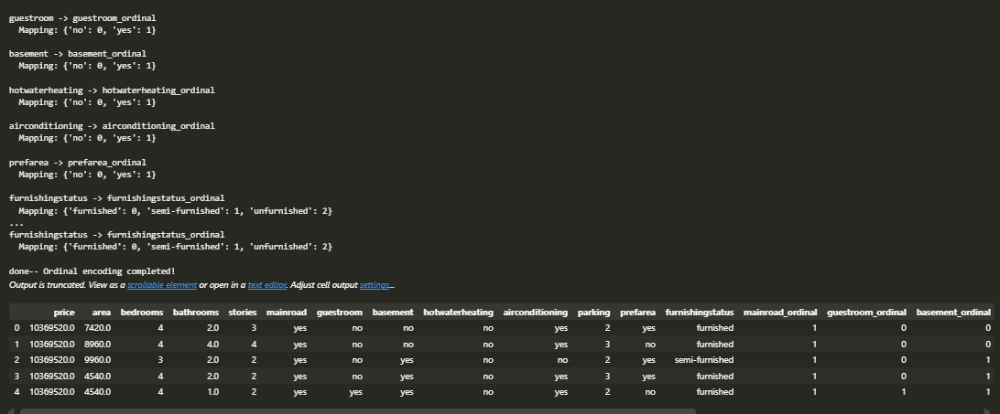 guestroom -> guestroom_ordinal
Mapping: {'no': 0, 'yes': 1}
basement -> basement_ordinal
Mapping: {'no': 0, 'yes': 1}
hotwaterheating -> hotwaterheating_ordinal
Mapping: {'no': 0, 'yes': 1}
airconditioning -> airconditioning_ordinal
Mapping: {'no': 0, 'yes': 1}
prefarea -> prefarea_ordinal
Mapping: {'no': 0, 'yes': 1}
furnishingstatus -> furnishingstatus_ordinal
Mapping: {'furnished': 0, 'semi-furnished': 1, 'unfurnished': 2}
...
furnishingstatus -> furnishingstatus_ordinal
Mapping: {'furnished': 0, 'semi-furnished': 1, 'unfurnished': 2}
done-- Ordinal encoding completed!
Output is truncated. View as a scrollable element or open in a text editor. Adjust cell output settings...
price area bedrooms bathrooms stories mainroad guestroom basement hotwaterheating airconditioning parking prefarea furnishingstatus mainroad_ordinal guestroom_ordinal basement_ordinal
0 10369520.0 7420.0 4 2.0 3 yes no no no yes 2 yes furnished 1 0 0
1 10369520.0 8960.0 4 4.0 4 yes no no no yes 3 no furnished 1 0 0
2 10369520.0 9960.0 3 2.0 2 yes no yes no no 2 yes semi-furnished 1 0 1
3 10369520.0 4540.0 4 2.0 2 yes no yes no yes 3 yes furnished 1 0 1
4 10369520.0 4540.0 4 1.0 2 yes yes yes no yes 2 no furnished 1 1 1